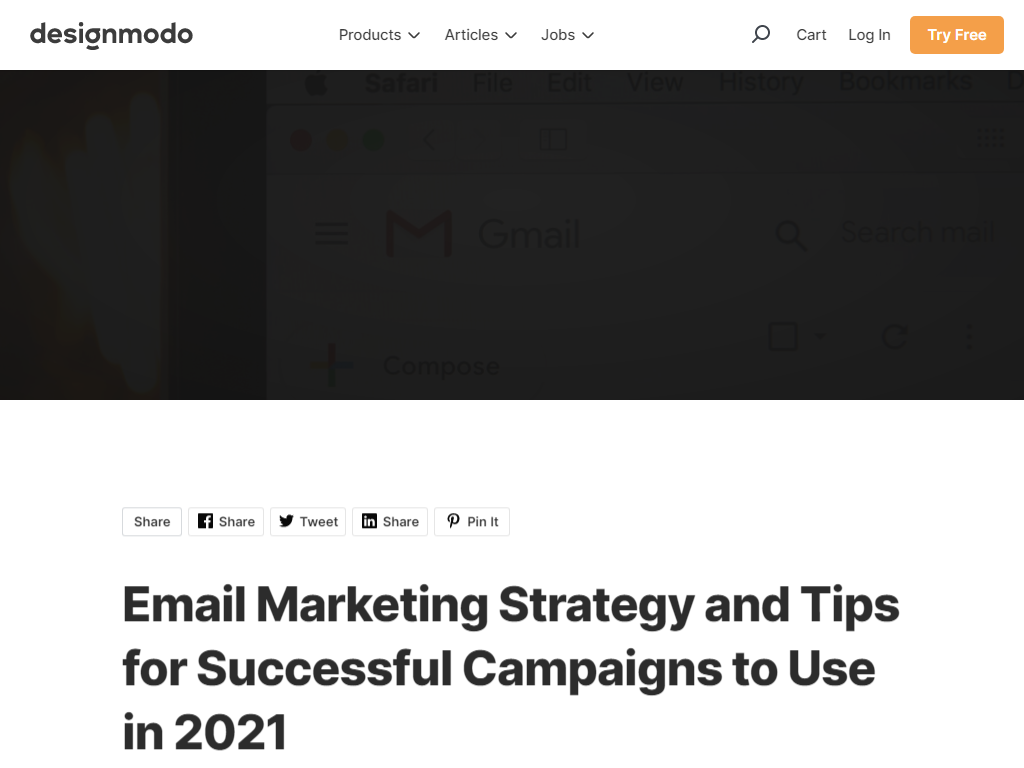 designmodo
Products Articles Jobs Cart Log In Try Free
Safari File Edit View History Bookmarks
Gmail Search mail
Compose
Share Share Tweet Share Pin It
Email Marketing Strategy and Tips
for Successful Campaigns to Use
in 2021